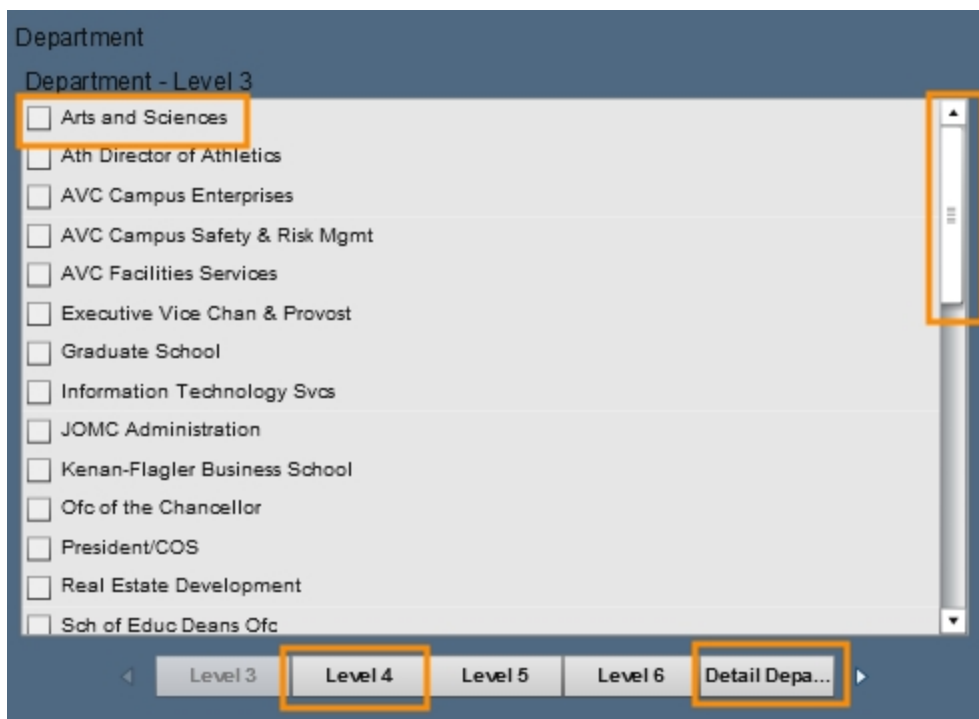 Department
Department - Level 3
Arts and Sciences
Ath Director of Athletics
AVC Campus Enterprises
AVC Campus Safety & Risk Mgmt
AVC Facilities Services
Executive Vice Chan & Provost
Graduate School
Information Technology Svcs
JOMC Administration
Kenan-Flagler Business School
Ofc of the Chancellor
President/COS
Real Estate Development
Sch of Educ Deans Ofc
Level 3 Level 4 Level 5 Level 6 Detail Depa...